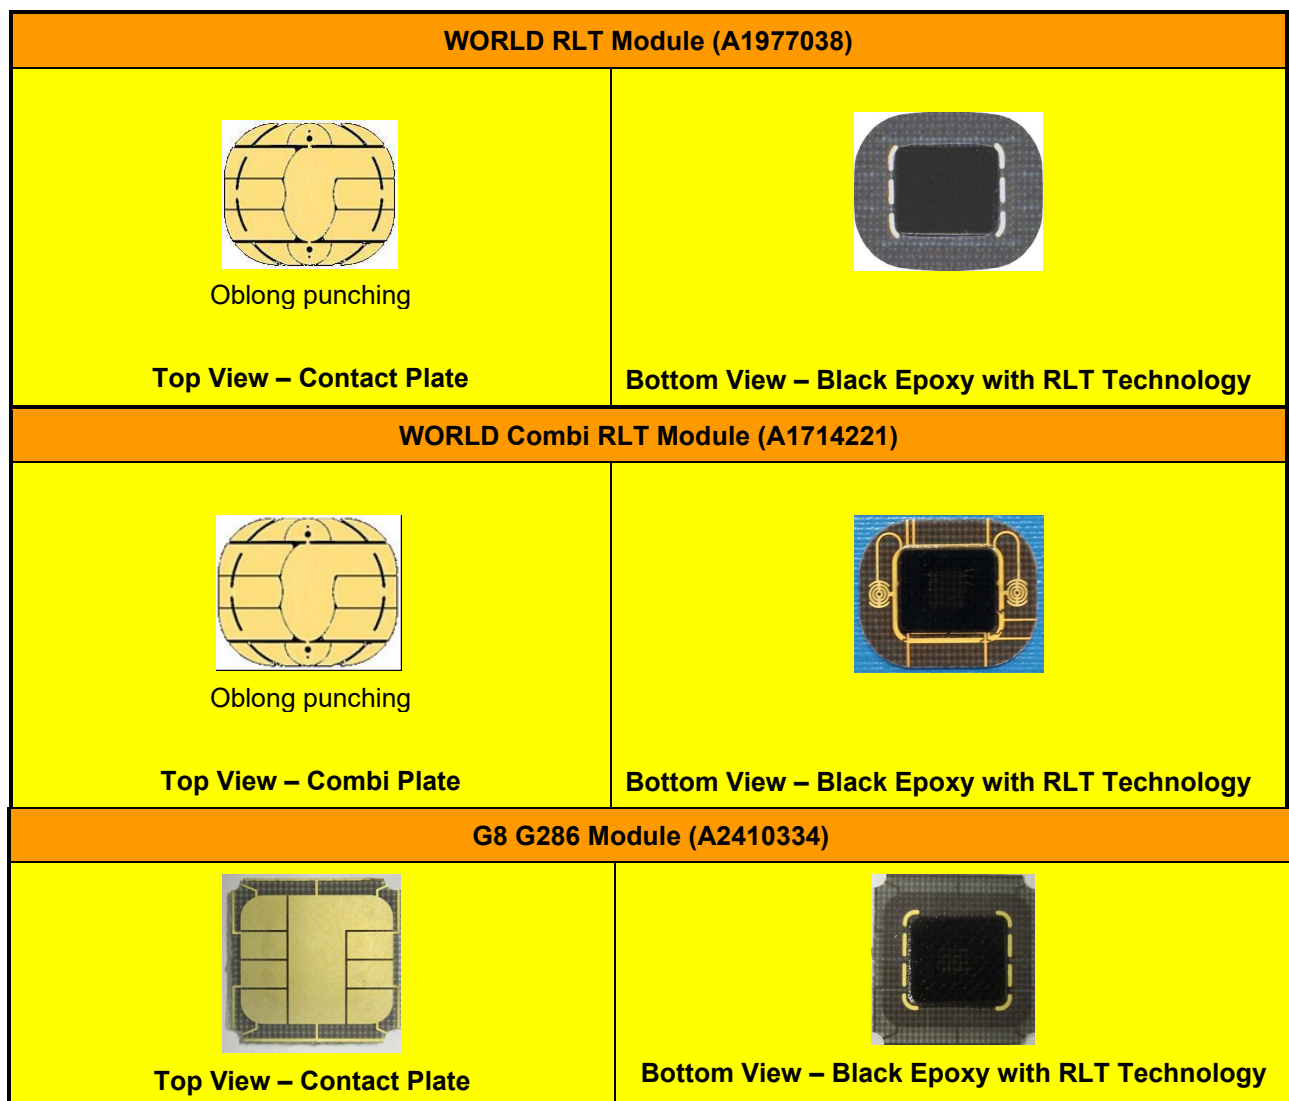 WORLD RLT Module (A1977038)
Oblong punching
Top View – Contact Plate
Bottom View – Black Epoxy with RLT Technology
WORLD Combi RLT Module (A1714221)
Oblong punching
Top View – Combi Plate
Bottom View – Black Epoxy with RLT Technology
G8 G286 Module (A2410334)
Top View – Contact Plate
Bottom View – Black Epoxy with RLT Technology